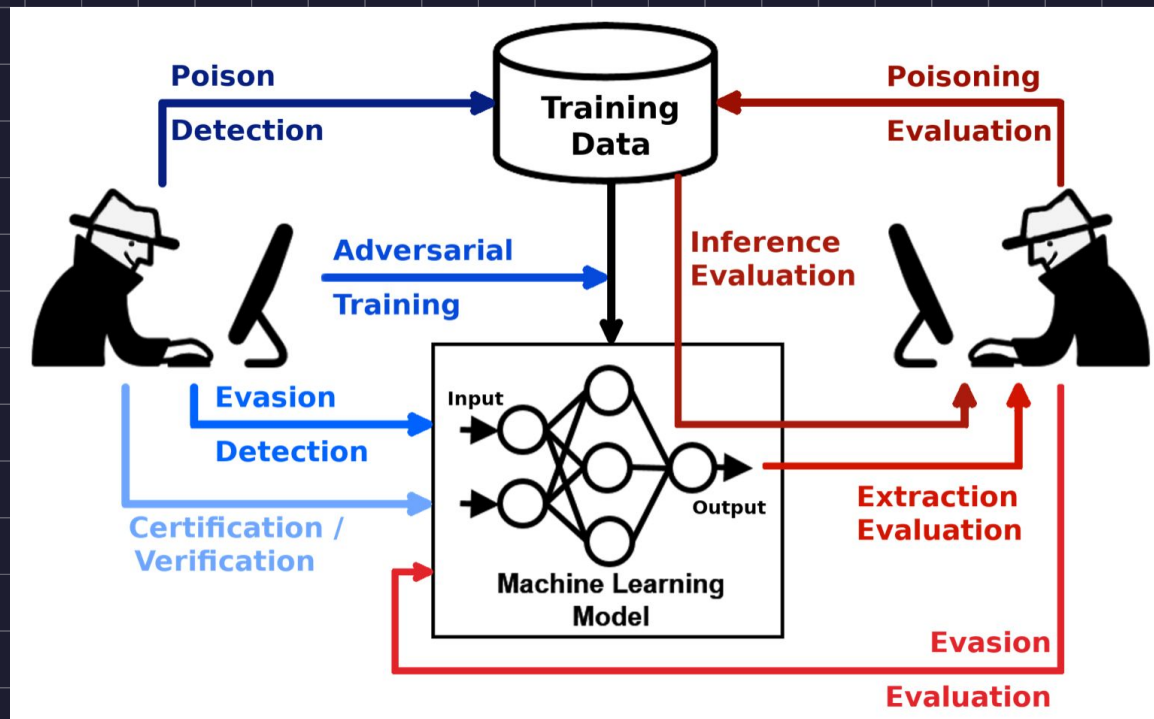 Poison
Detection
Training
Data
Poisoning
Evaluation
Adversarial
Training
Inference
Evaluation
Evasion
Detection
Certification /
Verification
Input
Output
Machine Learning
Model
Extraction
Evaluation
Evasion
Evaluation